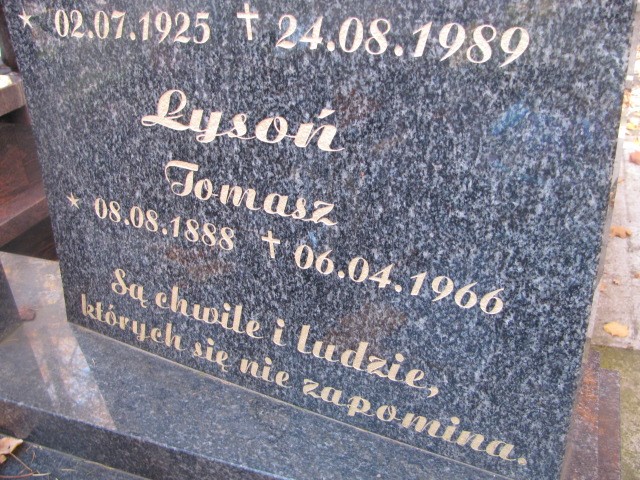 * 02.07.1925 † 24.08.1989
Łysoń
Tomasz
* 08.08.1888 † 06.04.1966
Są chwile i ludzie,
których się nie zapomina.